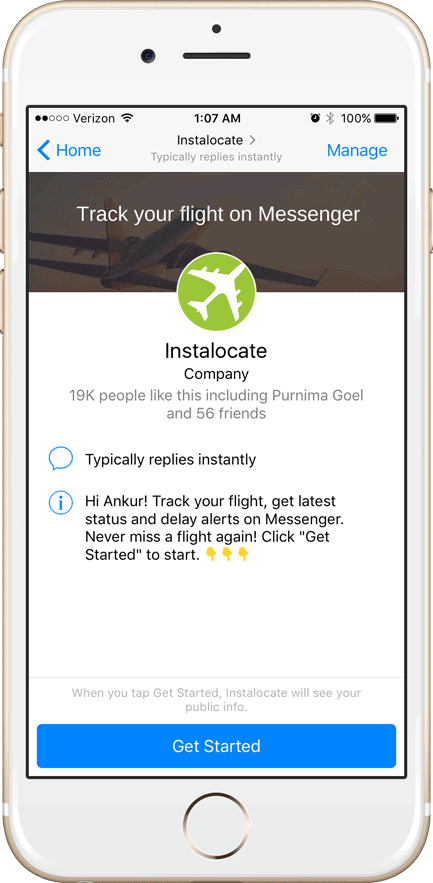 Verizon 1:07 AM 100%
Home Instalocate Manage
Typically replies instantly
Track your flight on Messenger
Instalocate
Company
19K people like this including Purnima Goel
and 56 friends
Typically replies instantly
Hi Ankur! Track your flight, get latest
status and delay alerts on Messenger.
Never miss a flight again! Click "Get
Started" to start. 👇👇👇
When you tap Get Started, Instalocate will see your
public info.
Get Started